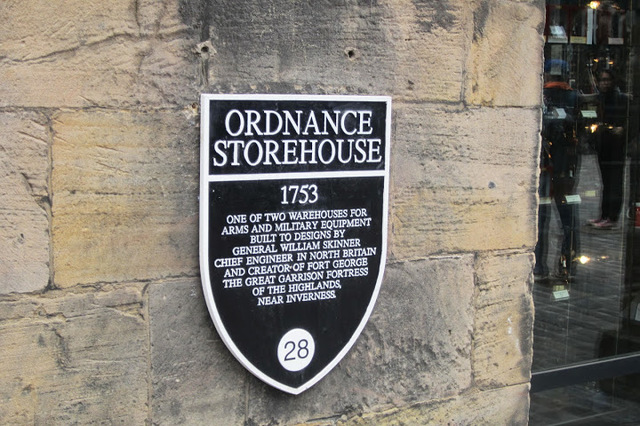 ORDNANCE
STOREHOUSE
1753
ONE OF TWO WAREHOUSES FOR
ARMS AND MILITARY EQUIPMENT
BUILT TO DESIGNS BY
GENERAL WILLIAM SKINNER
CHIEF ENGINEER IN NORTH BRITAIN
AND CREATOR OF FORT GEORGE
THE GREAT GARRISON FORTRESS
OF THE HIGHLANDS,
NEAR INVERNESS.
28